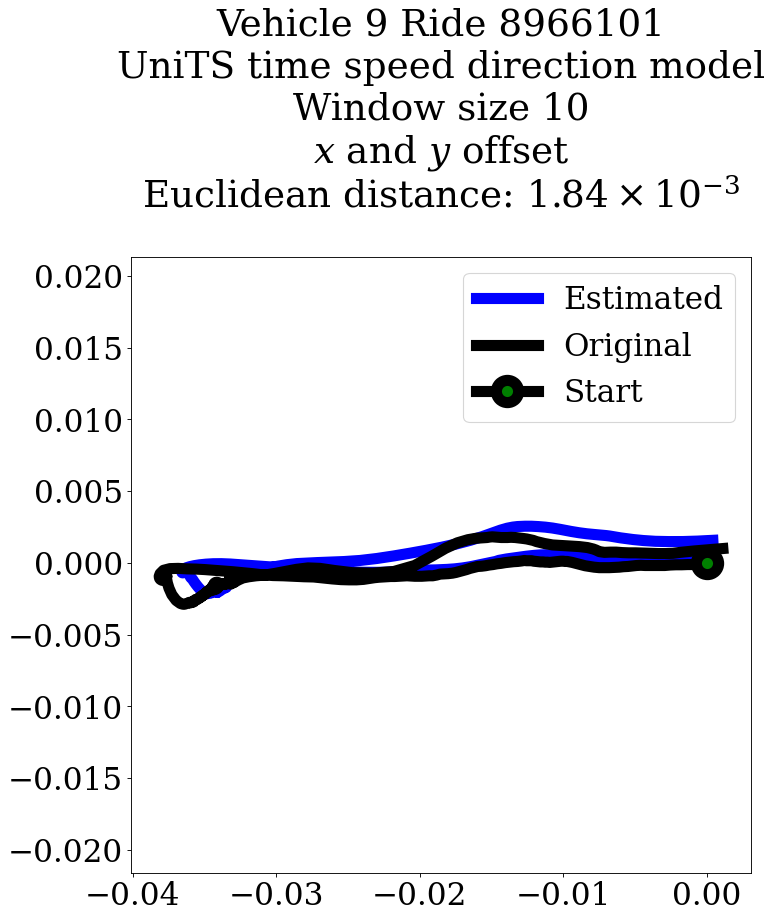 Vehicle 9 Ride 8966101
UniTS time speed direction model
Window size 10
x and y offset
Euclidean distance: 1.84 × 10⁻³
Estimated
Original
Start
0.020
0.015
0.010
0.005
0.000
−0.005
−0.010
−0.015
−0.020
−0.04 −0.03 −0.02 −0.01 0.00